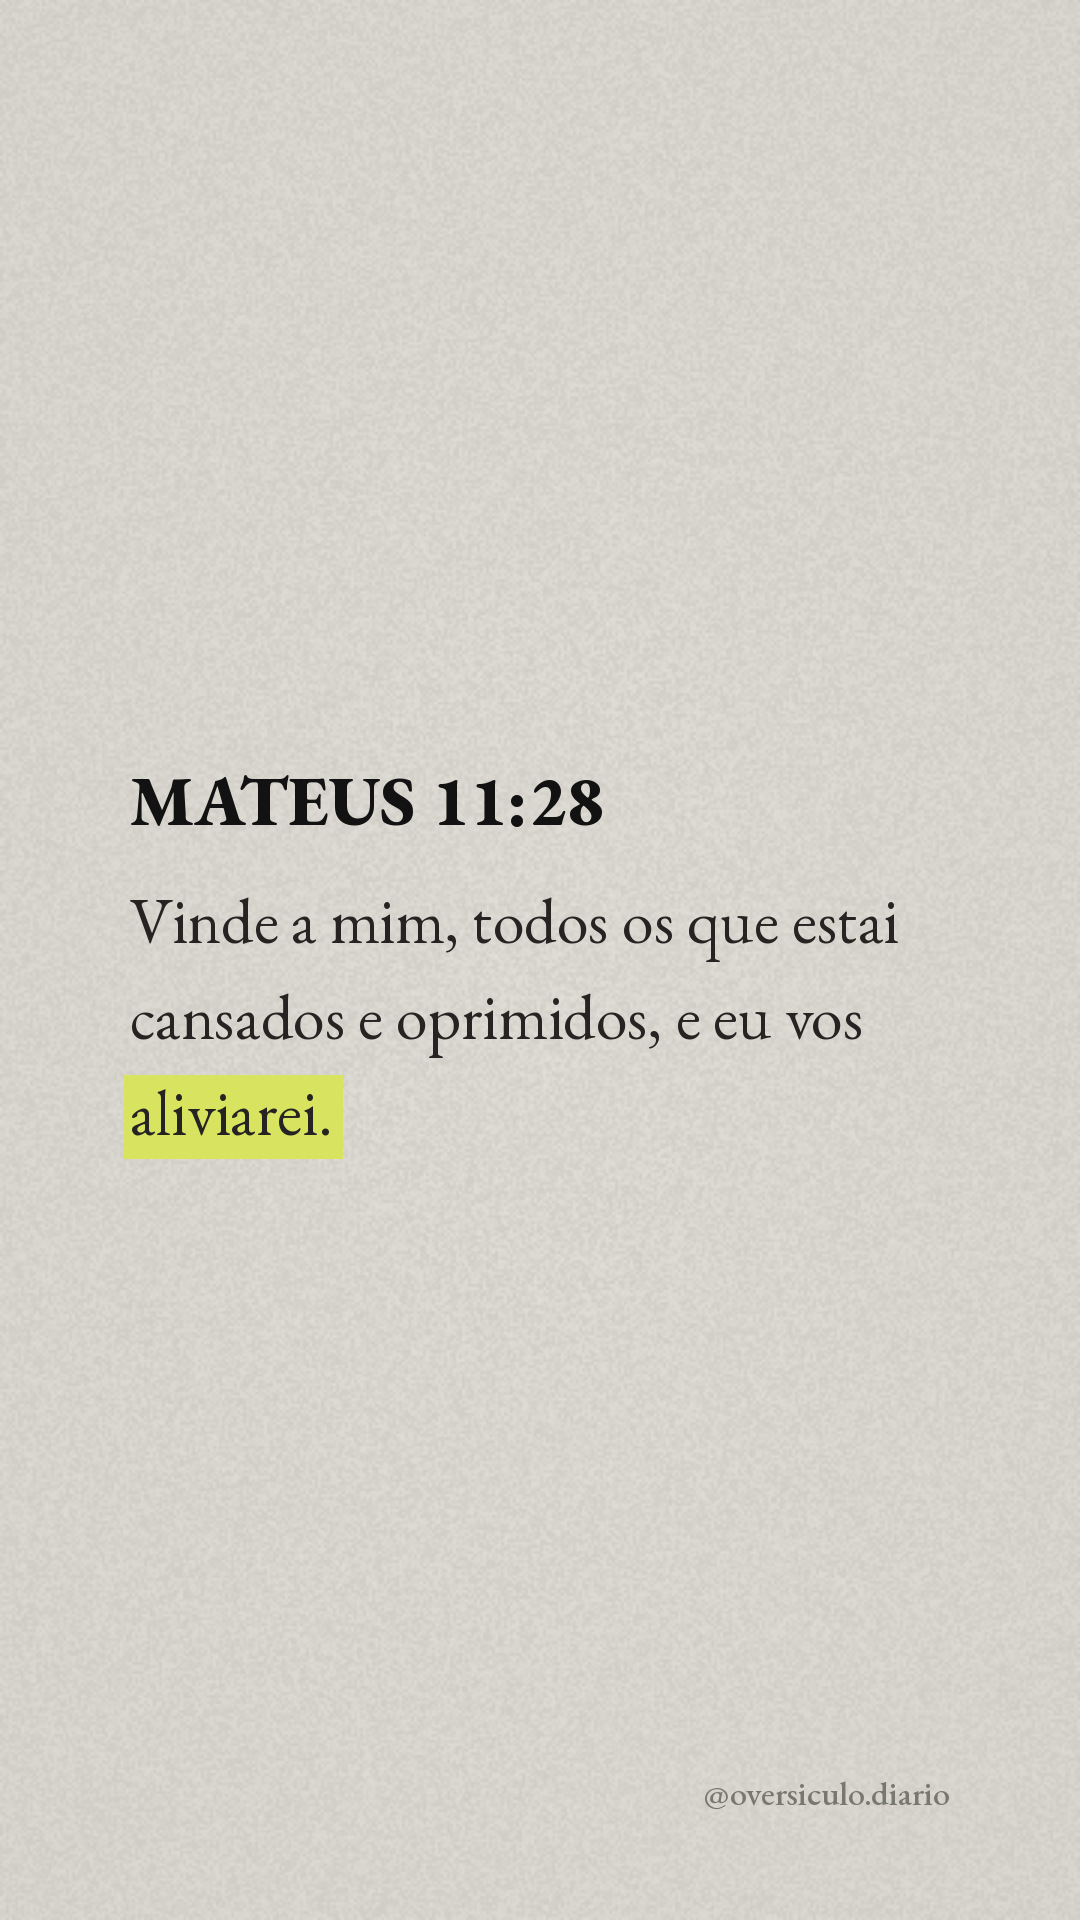 MATEUS 11:28
Vinde a mim, todos os que estai
cansados e oprimidos, e eu vos
aliviarei.
@oversiculo.diario